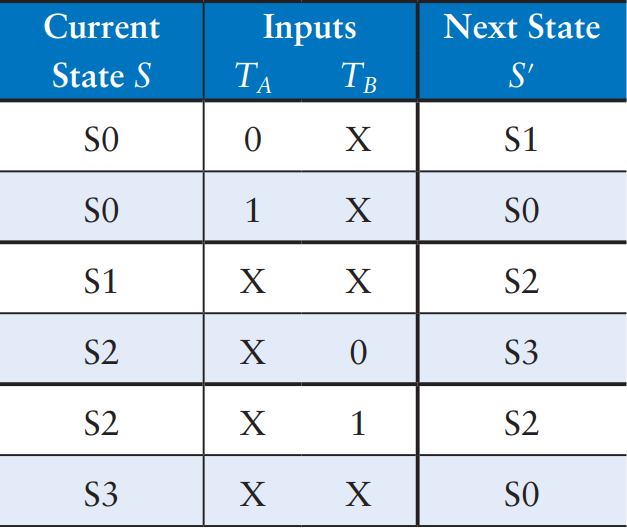 Current Inputs Next State
State S T_A T_B S′
S0 0 X S1
S0 1 X S0
S1 X X S2
S2 X 0 S3
S2 X 1 S2
S3 X X S0